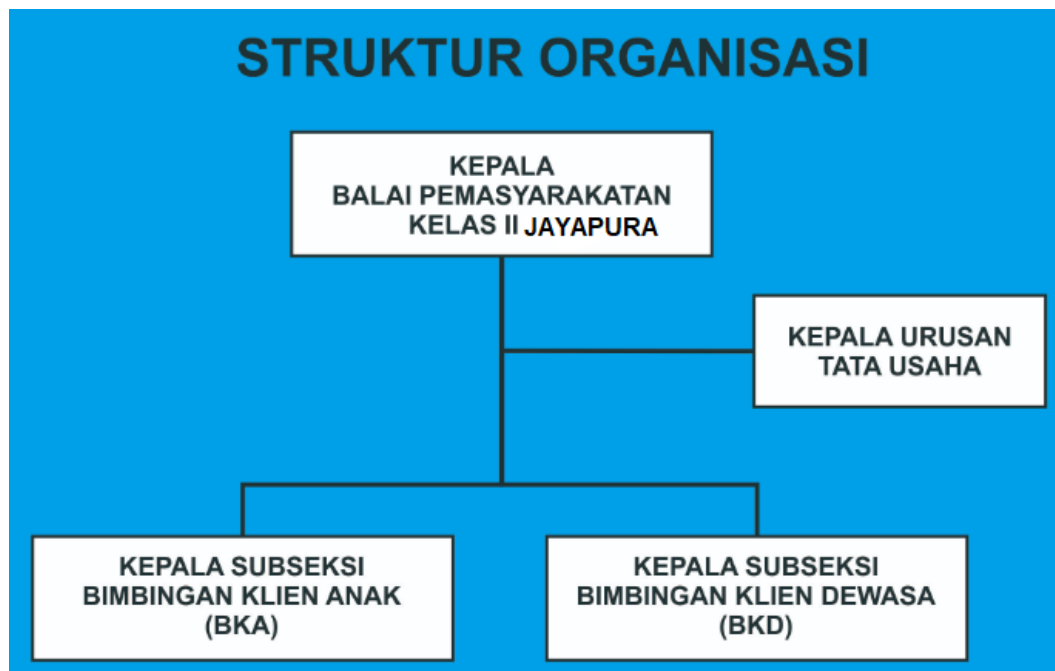 STRUKTUR ORGANISASI
KEPALA
BALAI PEMASYARAKATAN
KELAS II JAYAPURA
KEPALA URUSAN
TATA USAHA
KEPALA SUBSEKSI
BIMBINGAN KLIEN ANAK
(BKA)
KEPALA SUBSEKSI
BIMBINGAN KLIEN DEWASA
(BKD)